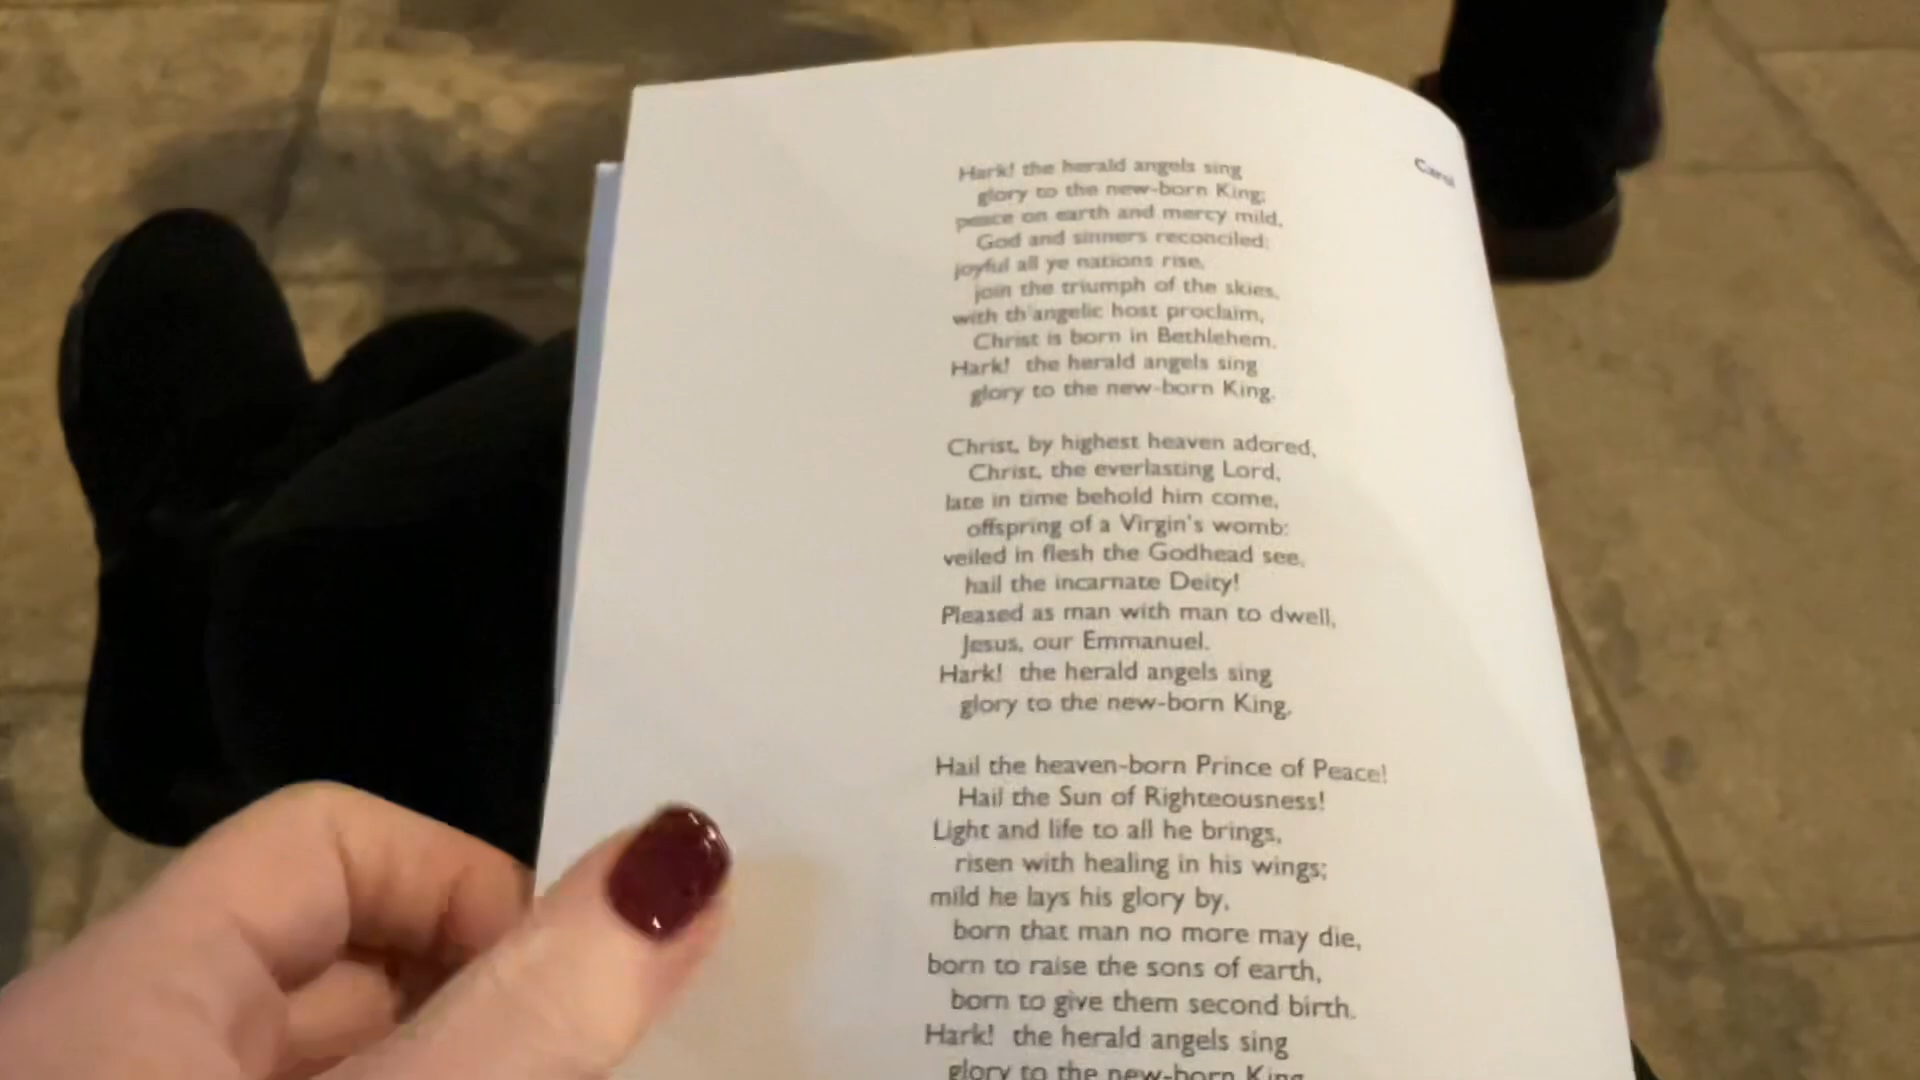 Carol
Hark! the herald angels sing
glory to the new-born King;
peace on earth and mercy mild,
God and sinners reconciled:
joyful all ye nations rise,
join the triumph of the skies,
with th'angelic host proclaim,
Christ is born in Bethlehem.
Hark! the herald angels sing
glory to the new-born King.
Christ, by highest heaven adored,
Christ, the everlasting Lord,
late in time behold him come,
offspring of a Virgin's womb:
veiled in flesh the Godhead see,
hail the incarnate Deity!
Pleased as man with man to dwell,
Jesus, our Emmanuel.
Hark! the herald angels sing
glory to the new-born King.
Hail the heaven-born Prince of Peace!
Hail the Sun of Righteousness!
Light and life to all he brings,
risen with healing in his wings;
mild he lays his glory by,
born that man no more may die,
born to raise the sons of earth,
born to give them second birth.
Hark! the herald angels sing
glory to the new-born King